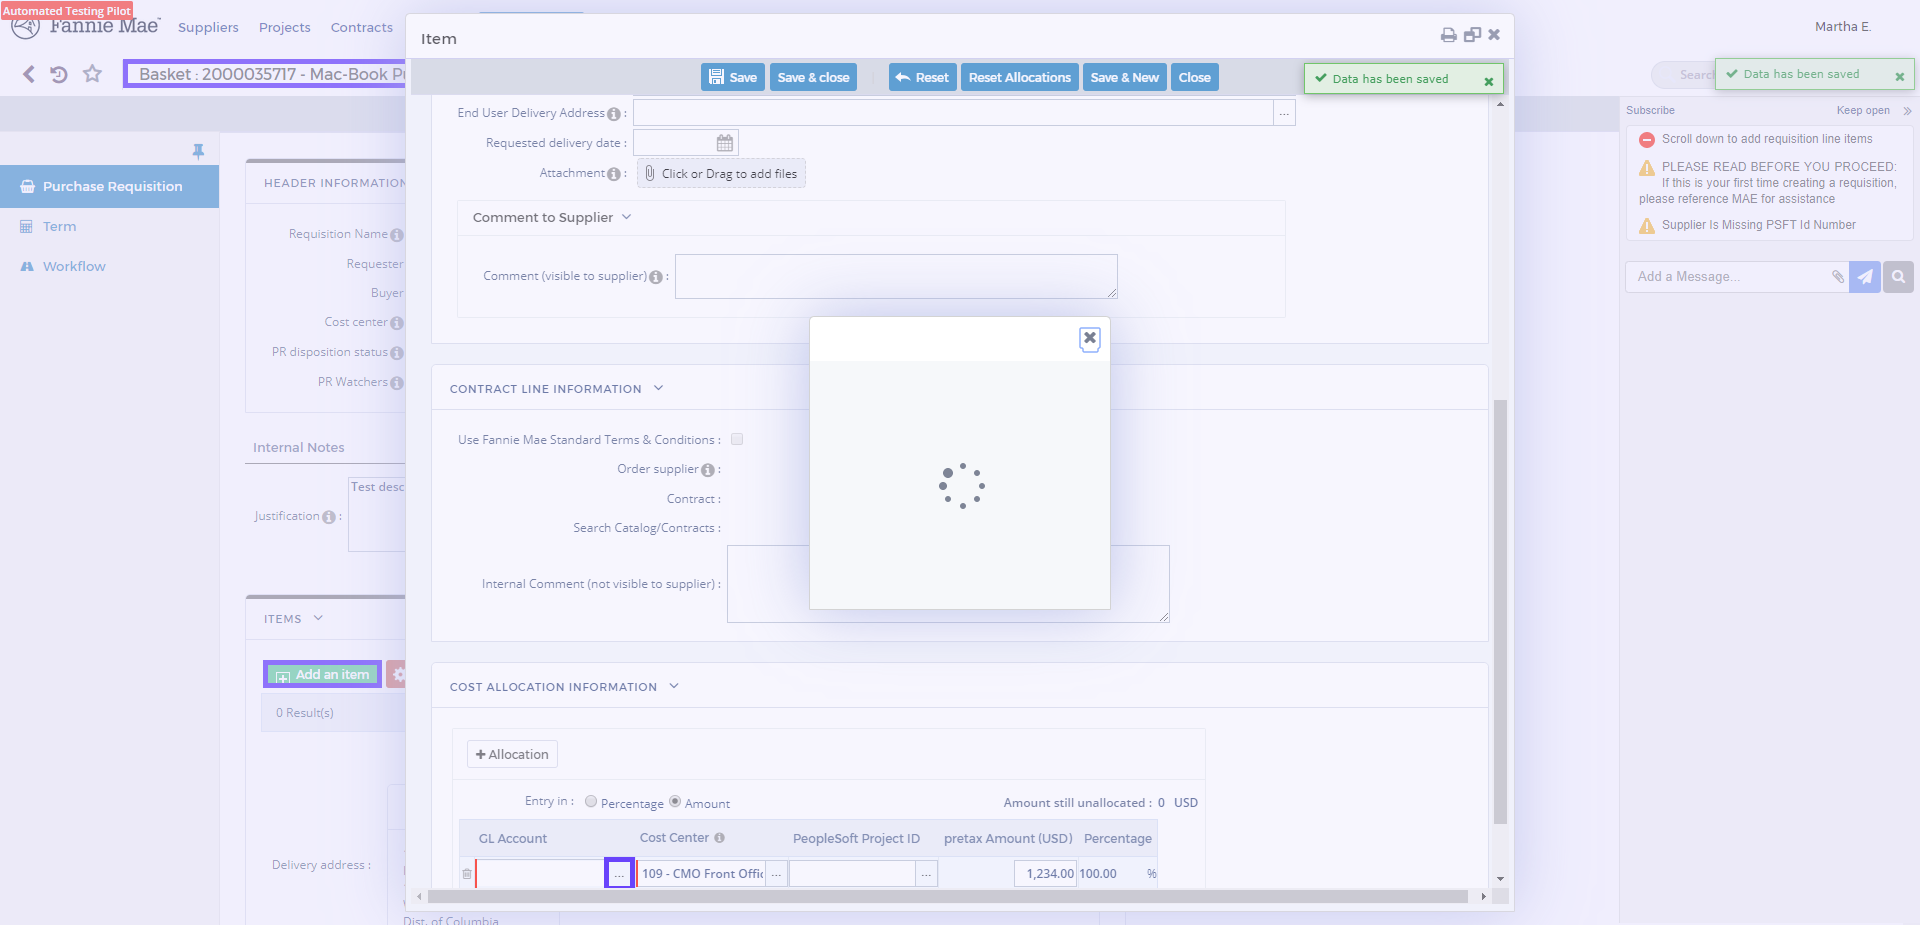 Automated Testing Pilot
Fannie Mae
Suppliers
Projects
Contracts
Martha E.
Item
Basket : 2000035717 - Mac-Book
Save
Save & close
Reset
Reset Allocations
Save & New
Close
Data has been saved
Search
Data has been saved
Subscribe
Keep open
Scroll down to add requisition line items
PLEASE READ BEFORE YOU PROCEED:
If this is your first time creating a requisition,
please reference MAE for assistance
Supplier Is Missing PSFT Id Number
Add a Message...
Purchase Requisition
Term
Workflow
HEADER INFORMATION
Requisition Name
Requester
Buyer
Cost center
PR disposition status
PR Watchers
Internal Notes
Test desc
Justification :
ITEMS
Add an item
0 Result(s)
Delivery address :
Dist. of Columbia
End User Delivery Address :
...
Requested delivery date :
Attachment :
Click or Drag to add files
Comment to Supplier
Comment (visible to supplier) :
CONTRACT LINE INFORMATION
Use Fannie Mae Standard Terms & Conditions :
Order supplier :
Contract :
Search Catalog/Contracts :
Internal Comment (not visible to supplier) :
COST ALLOCATION INFORMATION
+ Allocation
Entry in : Percentage Amount
Amount still unallocated : 0 USD
GL Account Cost Center PeopleSoft Project ID pretax Amount (USD) Percentage
... 109 - CMO Front Offi ... ... 1,234.00 100.00 %